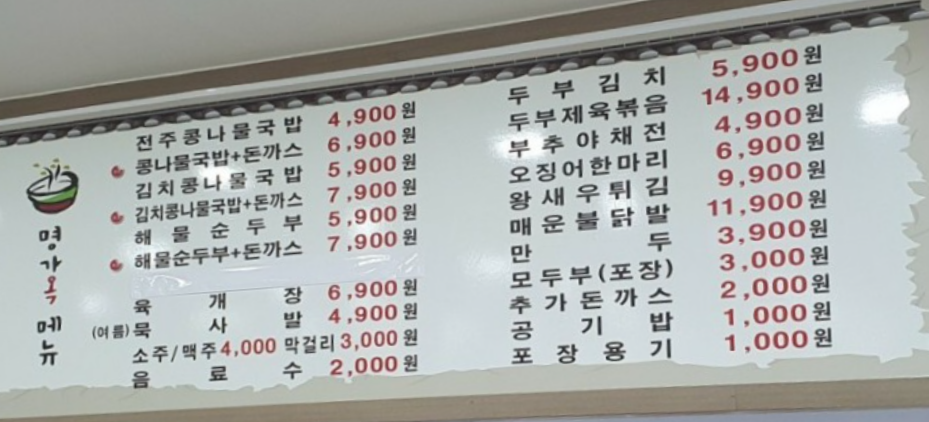 명가옥 메뉴
전주콩나물국밥 4,900원
콩나물국밥+돈까스 6,900원
김치콩나물국밥 5,900원
김치콩나물국밥+돈까스 7,900원
해물순두부 5,900원
해물순두부+돈까스 7,900원
육개장 6,900원
(여름)묵사발 4,900원
소주/맥주4,000 막걸리3,000원
음료수 2,000원
두부김치 5,900원
두부제육볶음 14,900원
부추야채전 4,900원
오징어한마리 6,900원
왕새우튀김 9,900원
매운불닭발 11,900원
만두 3,900원
모두부(포장) 3,000원
추가돈까스 2,000원
공기밥 1,000원
포장용기 1,000원